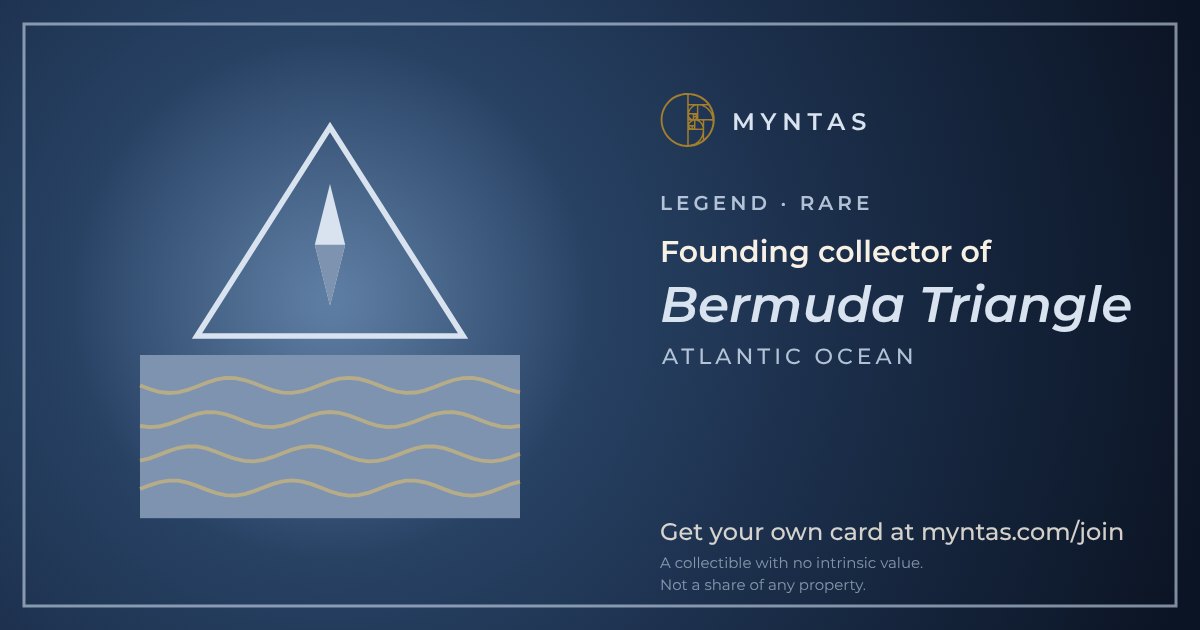 MYNTAS
LEGEND · RARE
Founding collector of
Bermuda Triangle
ATLANTIC OCEAN
Get your own card at myntas.com/join
A collectible with no intrinsic value.
Not a share of any property.